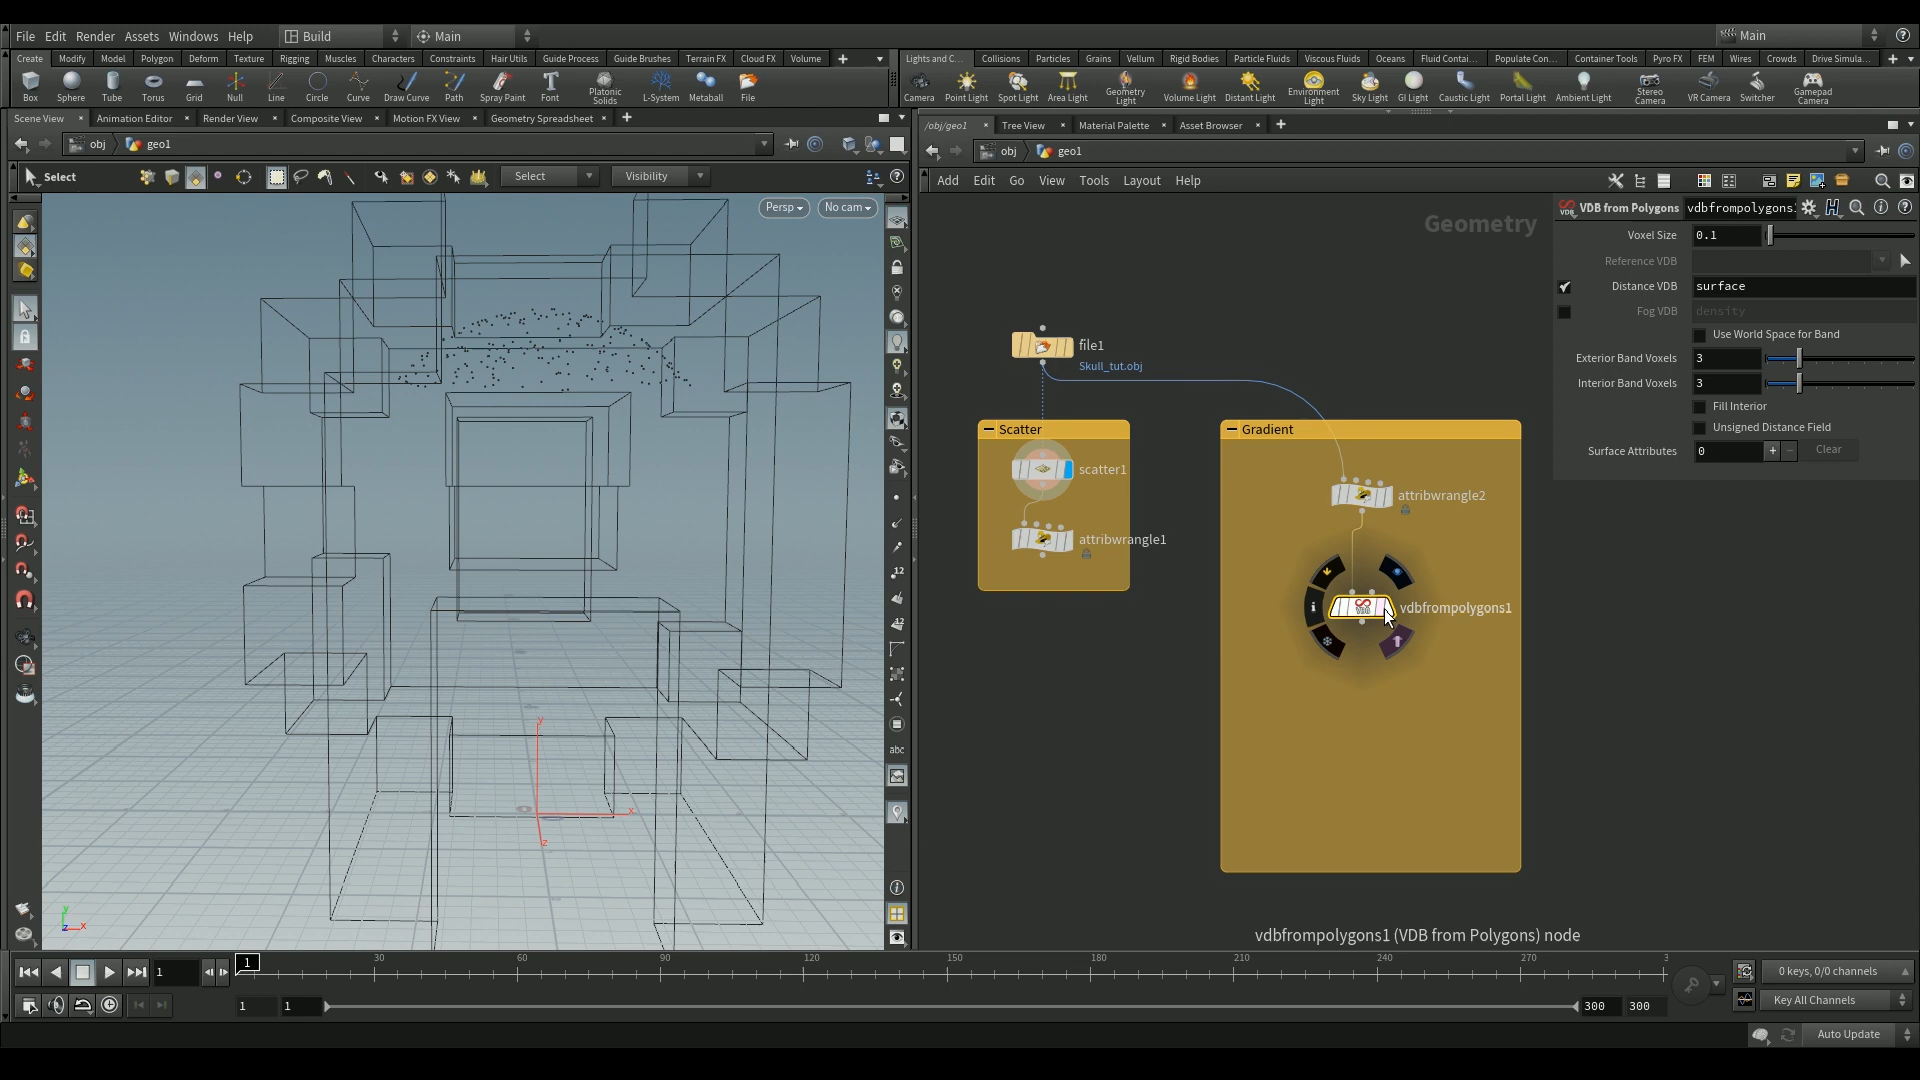 File Edit Render Assets Windows Help Build Main Main
Create Modify Model Polygon Deform Texture Rigging Muscles Characters Constraints Hair Utils Guide Process Guide Brushes Terrain FX Cloud FX Volume
Lights and C... Collisions Particles Grains Vellum Rigid Bodies Particle Fluids Viscous Fluids Oceans Fluid Contai... Populate Con... Container Tools Pyro FX FEM Wires Crowds Drive Simula...
Box Sphere Tube Torus Grid Null Line Circle Curve Draw Curve Path Spray Paint Font Platonic Solids L-System Metaball File
Camera Point Light Spot Light Area Light Geometry Light Volume Light Distant Light Environment Light Sky Light GI Light Caustic Light Portal Light Ambient Light Stereo Camera VR Camera Switcher Gamepad Camera
Scene View Animation Editor Render View Composite View Motion FX View Geometry Spreadsheet
/obj/geo1 Tree View Material Palette Asset Browser
obj geo1
obj geo1
Select Select Visibility
Add Edit Go View Tools Layout Help
Persp No cam
Geometry
VDB from Polygons vdbfrompolygons1
Voxel Size 0.1
Reference VDB
Distance VDB surface
Fog VDB density
Use World Space for Band
Exterior Band Voxels 3
Interior Band Voxels 3
Fill Interior
Unsigned Distance Field
Surface Attributes 0 + − Clear
file1
Skull_tut.obj
Scatter
scatter1
attribwrangle1
Gradient
attribwrangle2
VDB
vdbfrompolygons1
vdbfrompolygons1 (VDB from Polygons) node
12
12
abc
y
x
z
y
z x
1 1 30 60 90 120 150 180 210 240 270 3
0 keys, 0/0 channels
1 1 300 300
Key All Channels
Auto Update